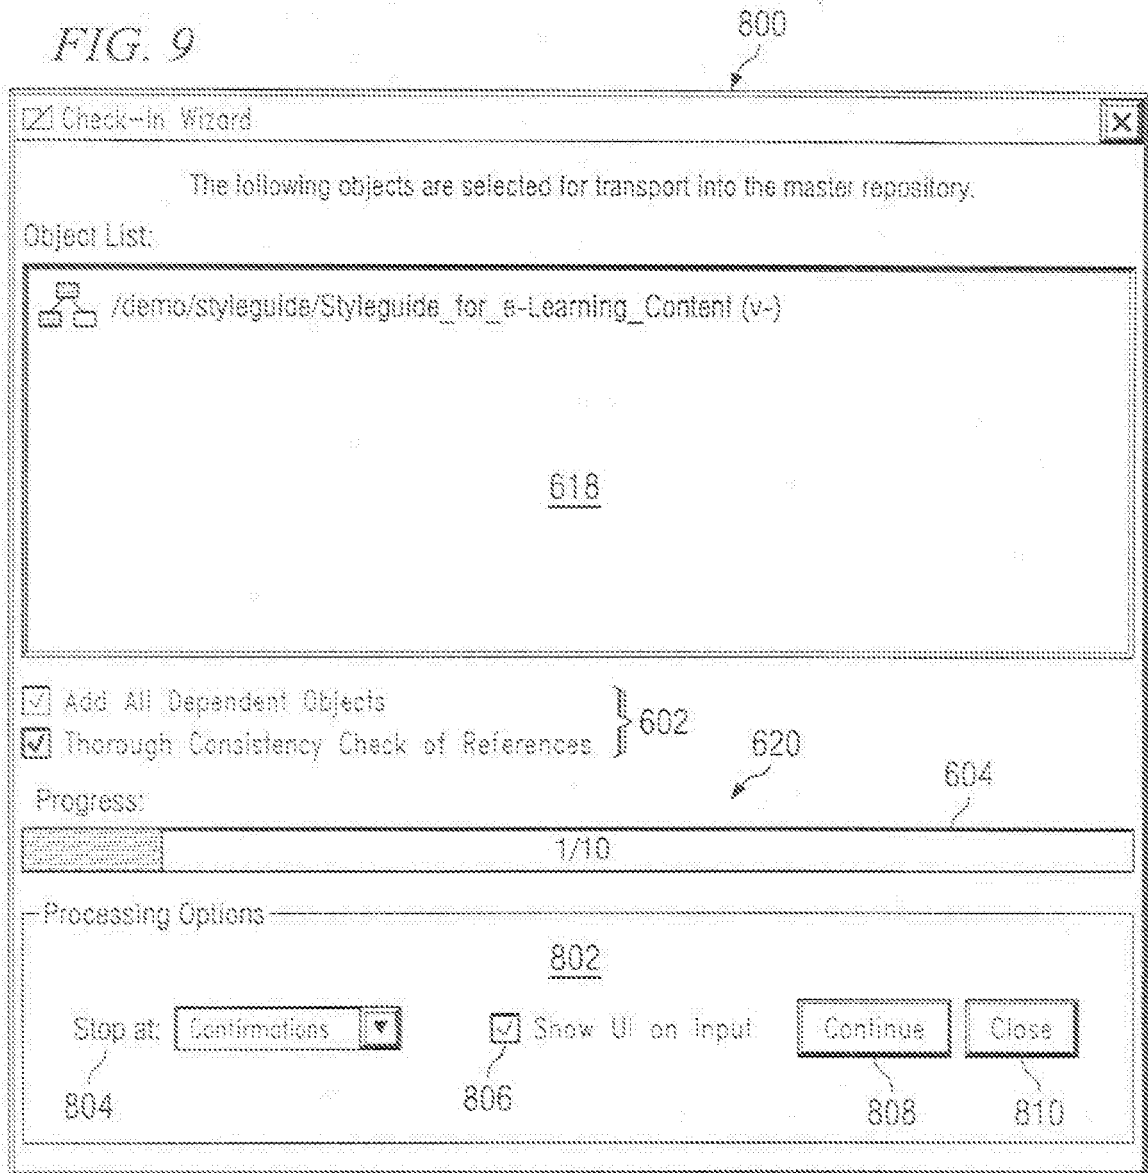 FIG. 9
800
Check-In Wizard
The following objects are selected for transport into the master repository.
Object List:
/demo/styleguide/Styleguide_for_e-Learning_Content (v-)
618
Add All Dependent Objects
Thorough Consistency Check of References
602
620
604
Progress:
1/10
Processing Options
802
Stop at: Confirmations Show UI on input Continue Close
804 806 808 810